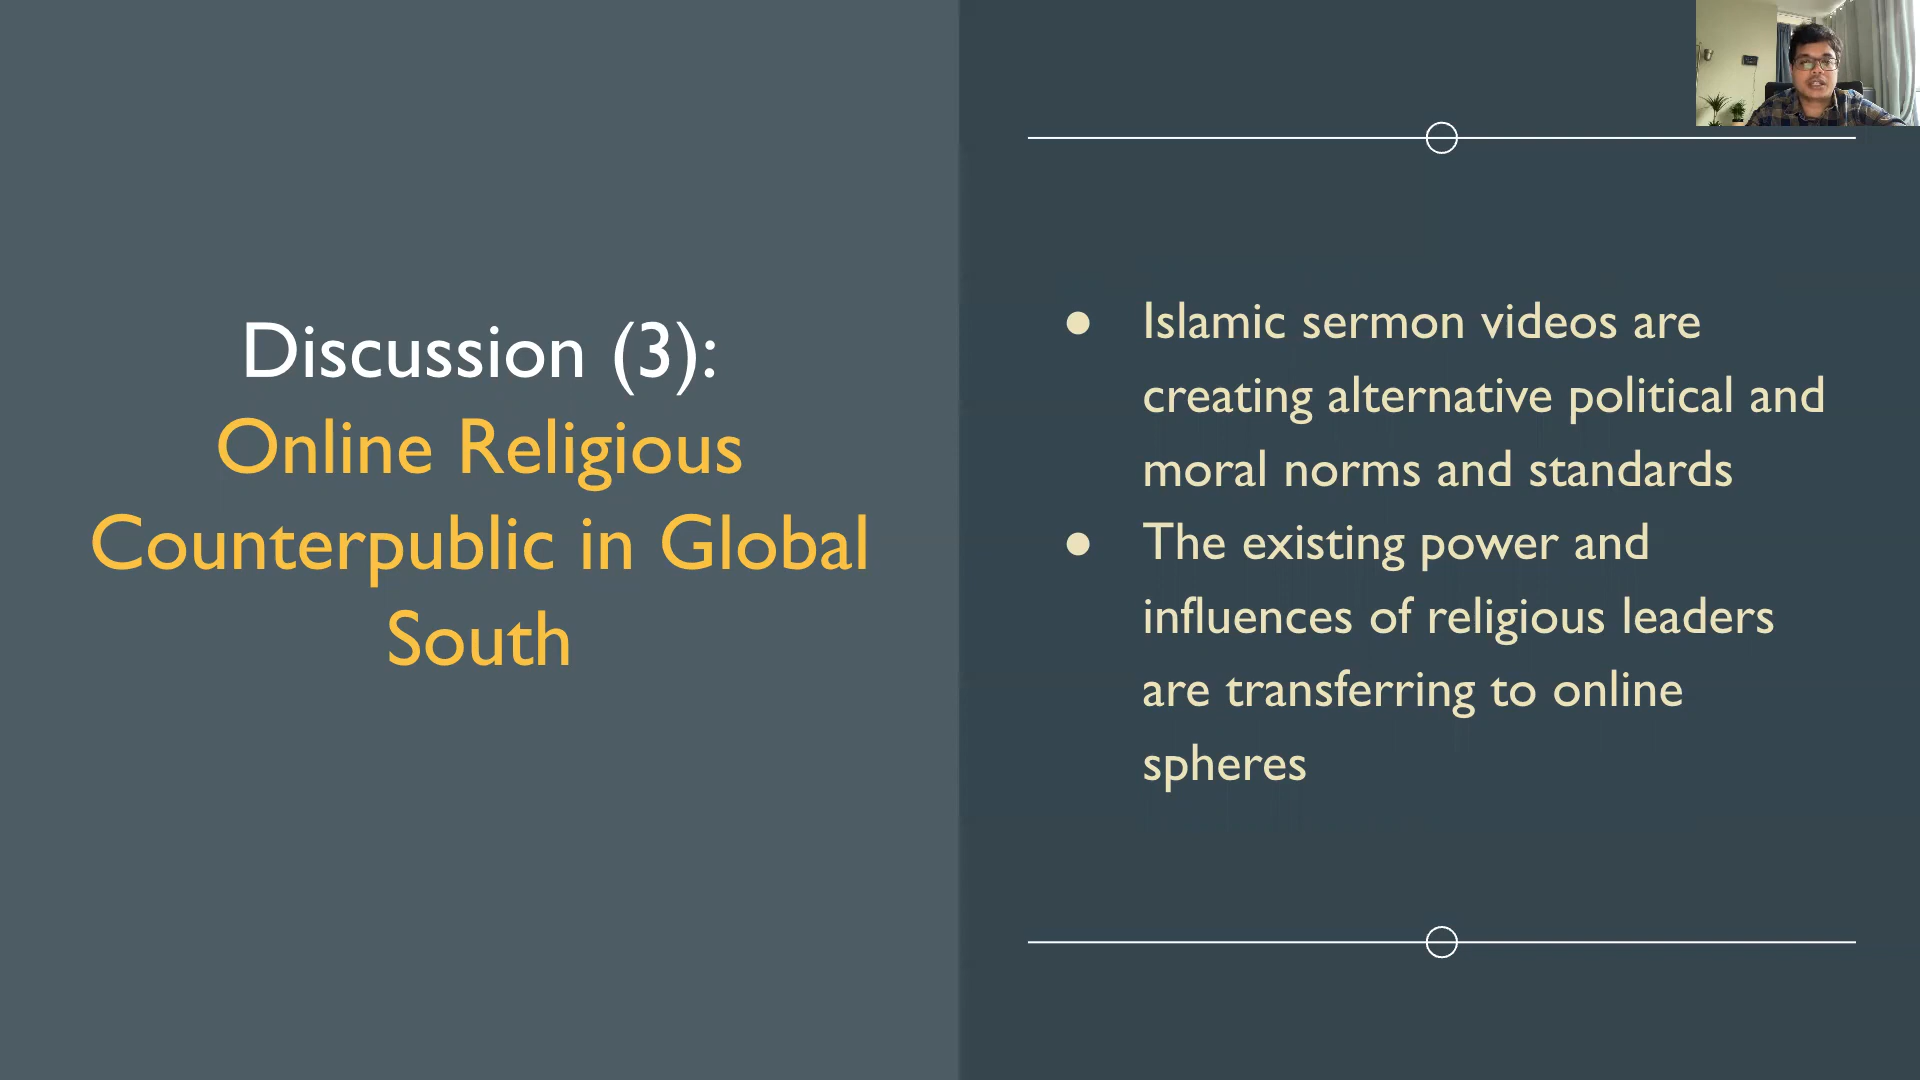 Discussion (3):
Online Religious
Counterpublic in Global
South
● Islamic sermon videos are
creating alternative political and
moral norms and standards
● The existing power and
influences of religious leaders
are transferring to online
spheres